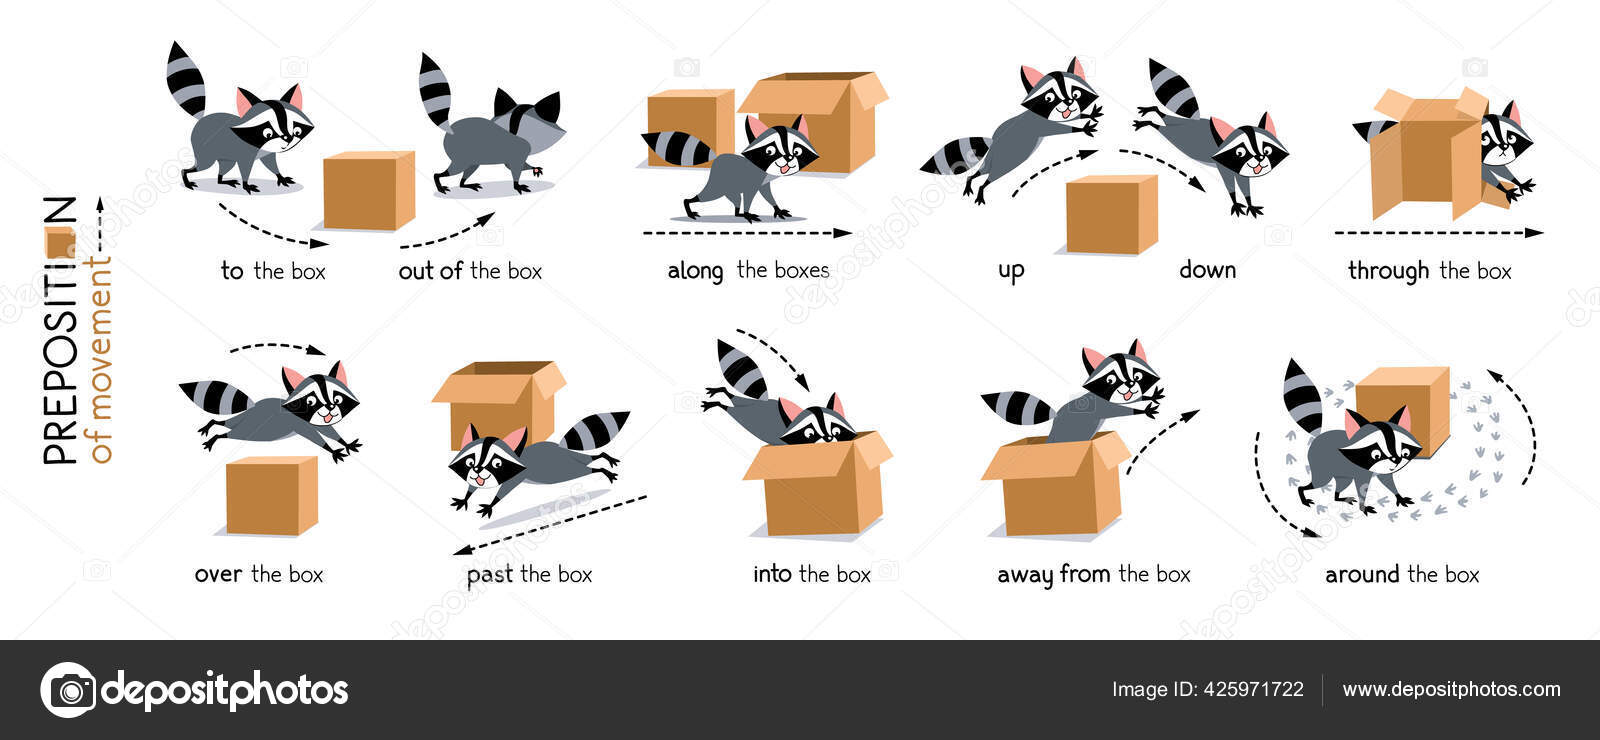 PREPOSITION
of movement
to the box
out of the box
along the boxes
up
down
through the box
over the box
past the box
into the box
away from the box
around the box
depositphotos
Image ID: 425971722
www.depositphotos.com